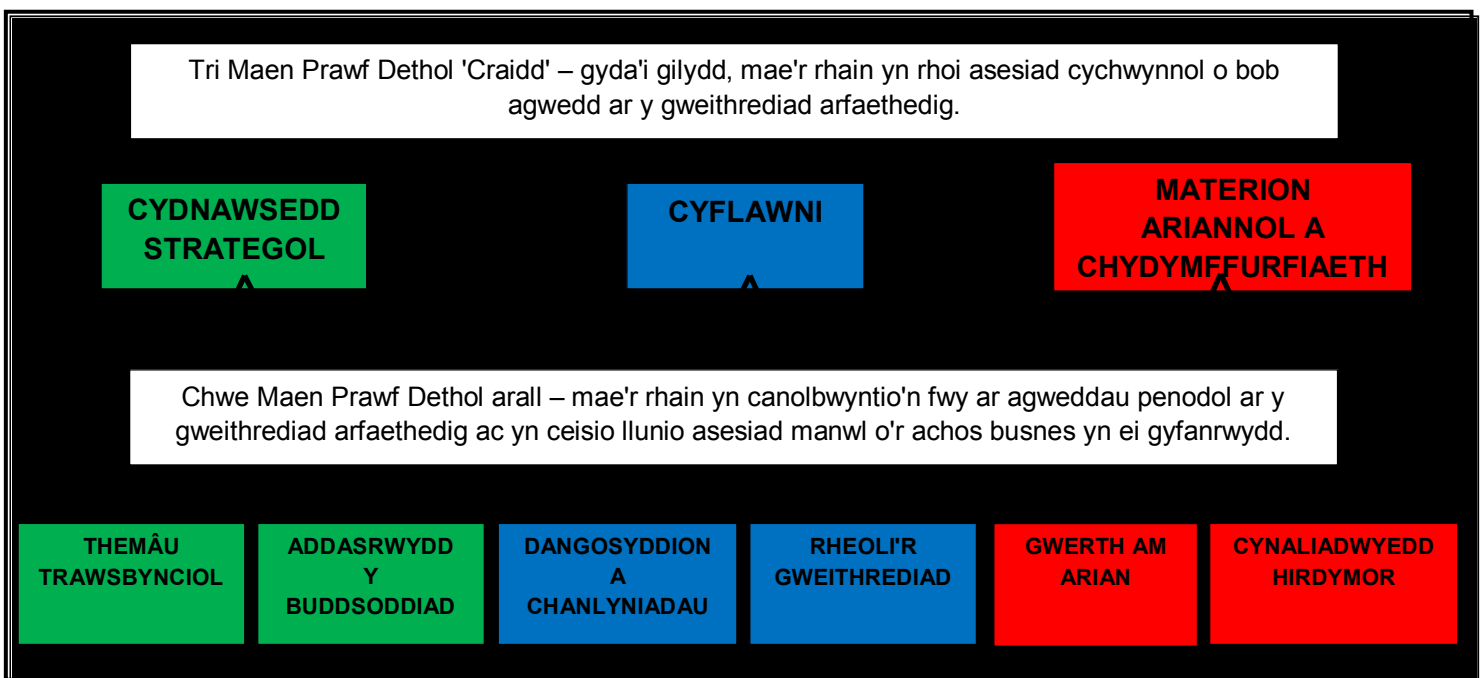 Tri Maen Prawf Dethol 'Craidd' – gyda'i gilydd, mae'r rhain yn rhoi asesiad cychwynnol o bob
agwedd ar y gweithrediad arfaethedig.
CYDNAWSEDD
STRATEGOL
CYFLAWNI
MATERION
ARIANNOL A
CHYDYMFFURFIAETH
Chwe Maen Prawf Dethol arall – mae'r rhain yn canolbwyntio'n fwy ar agweddau penodol ar y
gweithrediad arfaethedig ac yn ceisio llunio asesiad manwl o'r achos busnes yn ei gyfanrwydd.
THEMÂU
TRAWSBYNCIOL
ADDASRWYDD
Y
BUDDSODDIAD
DANGOSYDDION
A
CHANLYNIADAU
RHEOLI'R
GWEITHREDIAD
GWERTH AM
ARIAN
CYNALIADWYEDD
HIRDYMOR